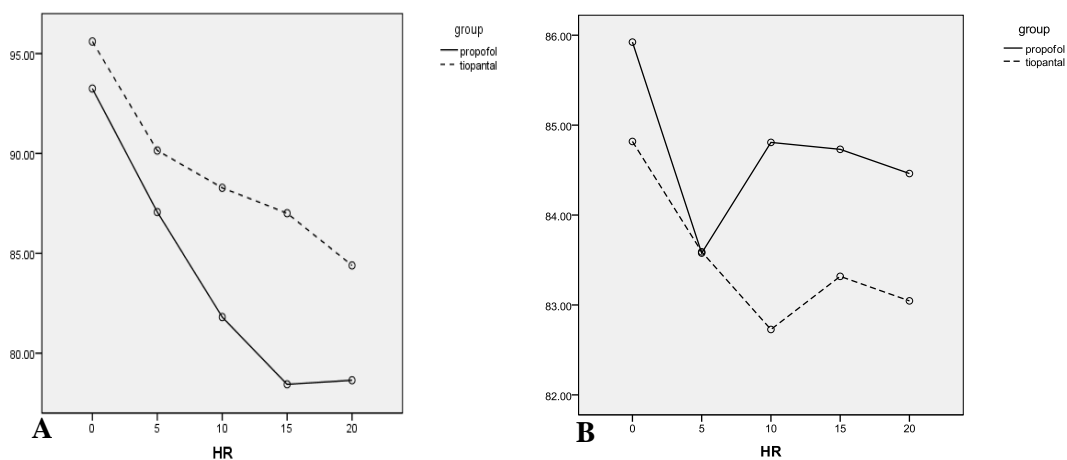 group
propofol
tiopantal
95.00
90.00
85.00
80.00
0 5 10 15 20
A
HR
group
propofol
tiopantal
86.00
85.00
84.00
83.00
82.00
0 5 10 15 20
B
HR